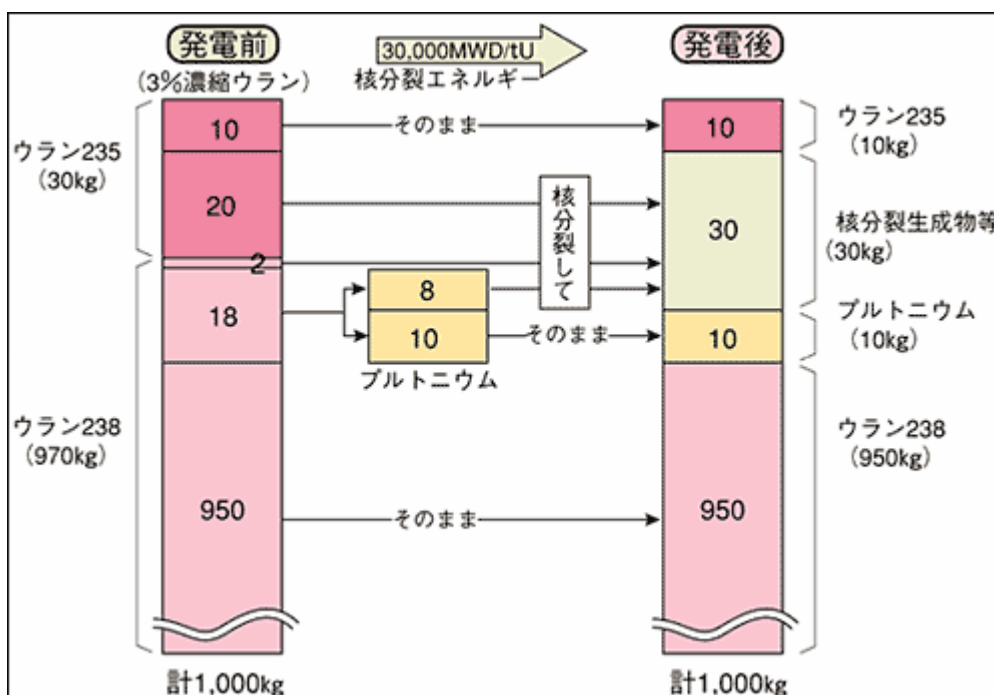 発電前
(3%濃縮ウラン)
30,000MWD/tU
核分裂エネルギー
発電後
ウラン235
(30kg)
10
20
2
18
950
ウラン238
(970kg)
計1,000kg
そのまま
核分裂して
8
10
プルトニウム
そのまま
そのまま
10
30
10
950
計1,000kg
ウラン235
(10kg)
核分裂生成物等
(30kg)
プルトニウム
(10kg)
ウラン238
(950kg)